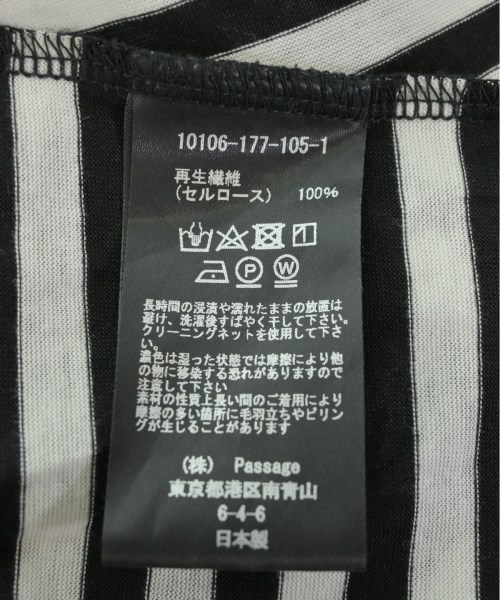 10106-177-105-1
再生繊維
(セルロース) 100%
P W
長時間の浸漬や濡れたままの放置は
避け、洗濯後すばやく干して下さい。
クリーニングネットを使用して下さ
い。
濃色は湿った状態では摩擦により他
の物に移染する恐れがありますので
注意して下さい
素材の性質上長い間のご着用により
摩擦の多い箇所に毛羽立ちやピリン
グが生じることがあります
(株) Passage
東京都港区南青山
6-4-6
日本製